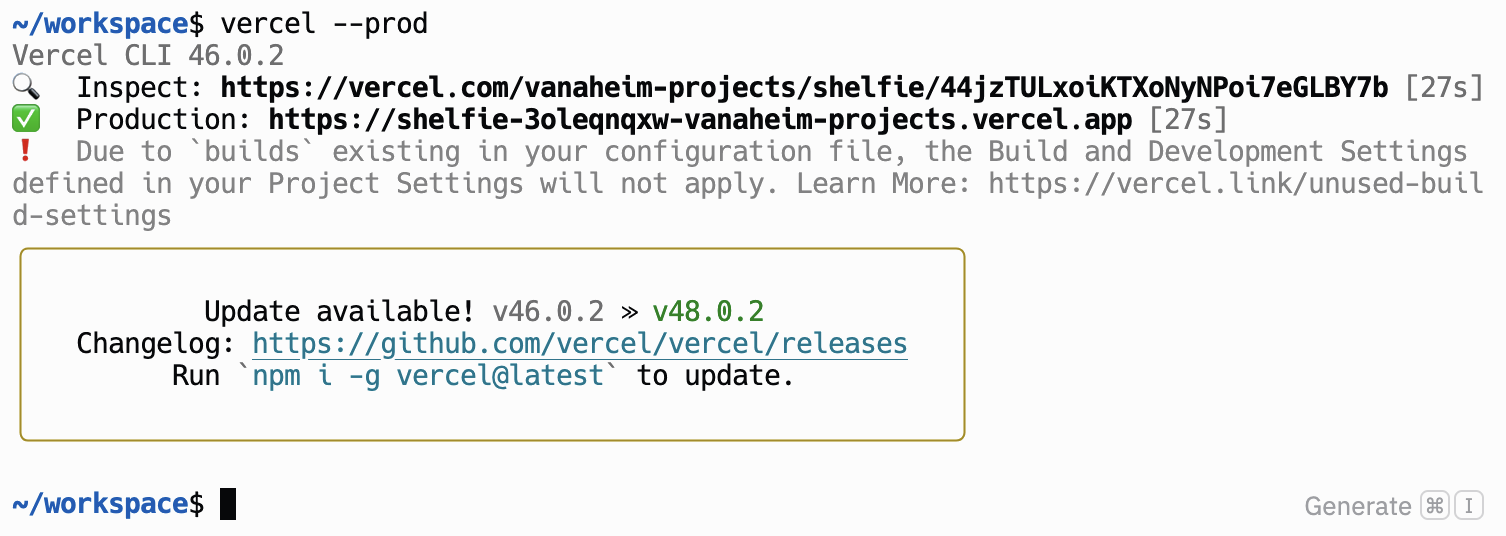 ~/workspace$ vercel --prod
Vercel CLI 46.0.2
🔍  Inspect: https://vercel.com/vanaheim-projects/shelfie/44jzTULxoiKTXoNyNPoi7eGLBY7b [27s]
✅  Production: https://shelfie-3oleqnqxw-vanaheim-projects.vercel.app [27s]
❗️  Due to `builds` existing in your configuration file, the Build and Development Settings
defined in your Project Settings will not apply. Learn More: https://vercel.link/unused-buil
d-settings
Update available! v46.0.2 ≫ v48.0.2
Changelog: https://github.com/vercel/vercel/releases
Run `npm i -g vercel@latest` to update.
~/workspace$
Generate ⌘ I